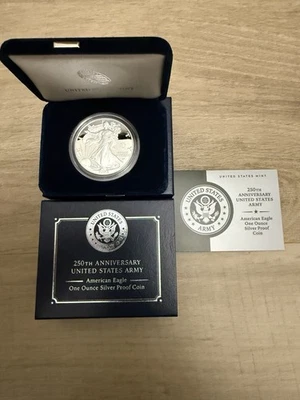 250TH ANNIVERSARY
UNITED STATES ARMY
American Eagle
One Ounce Silver Proof Coin
UNITED STATES MINT
250TH
ANNIVERSARY
UNITED STATES
ARMY
American Eagle
One Ounce
Silver Proof
Coin
UNITED STATES
ARMY